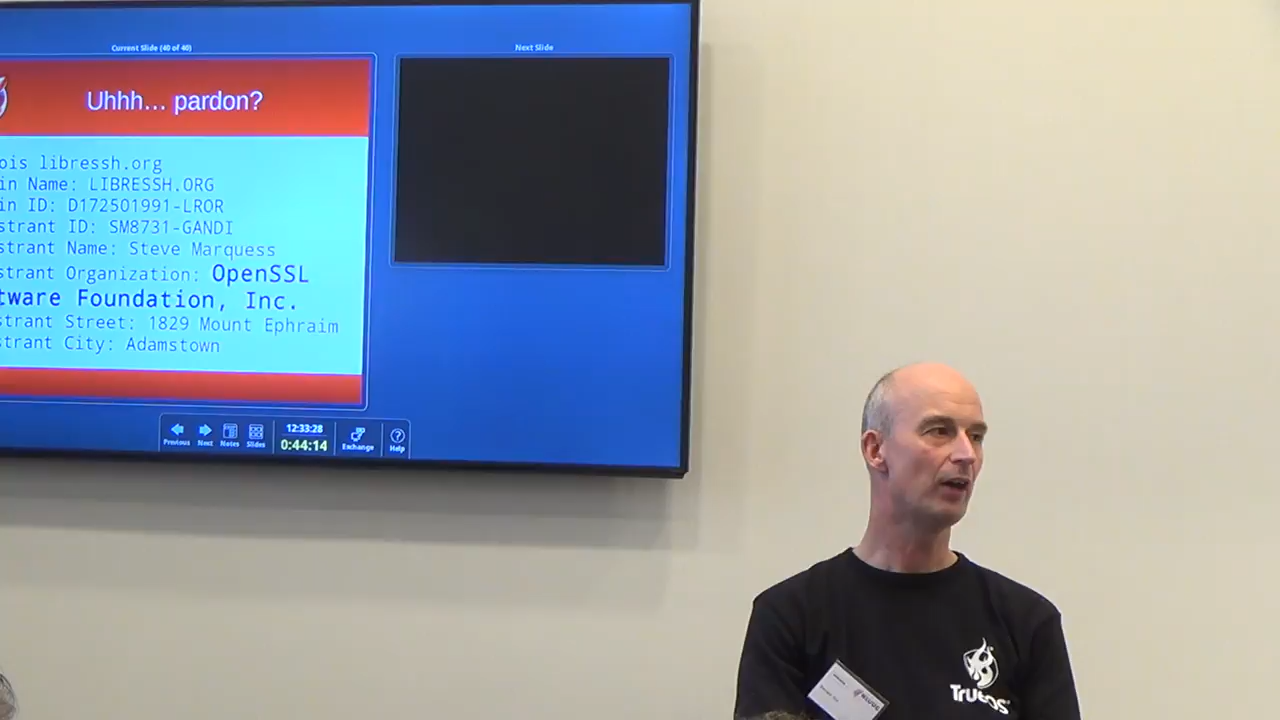 Current Slide (40 of 40)
Next Slide
Uhhh… pardon?
ois libressh.org
in Name: LIBRESSH.ORG
in ID: D172501991-LROR
strant ID: SM8731-GANDI
strant Name: Steve Marquess
strant Organization: OpenSSL
tware Foundation, Inc.
strant Street: 1829 Mount Ephraim
strant City: Adamstown
Previous Next Notes Slides
12:33:28
0:44:14
Exchange
Help
TrueOS
NLUUG